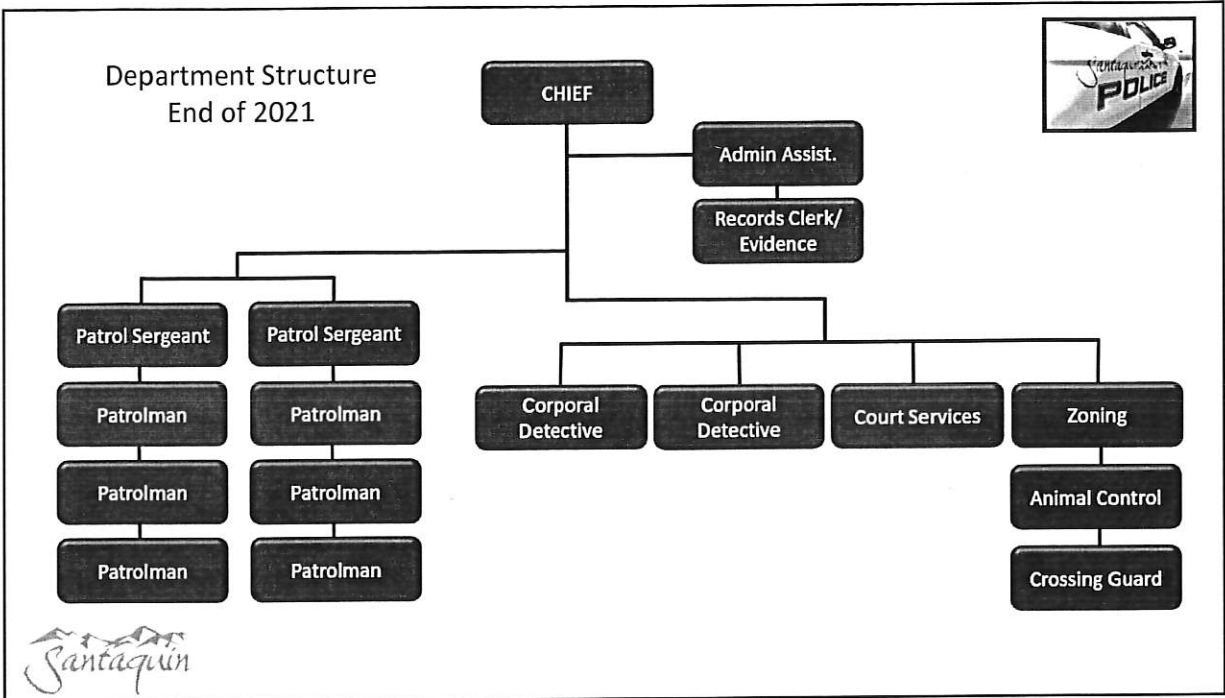 Department Structure
End of 2021
CHIEF
Santaquin
POLICE
Admin Assist.
Records Clerk/
Evidence
Patrol Sergeant
Patrol Sergeant
Patrolman
Patrolman
Patrolman
Patrolman
Patrolman
Patrolman
Corporal
Detective
Corporal
Detective
Court Services
Zoning
Animal Control
Crossing Guard
Santaquin